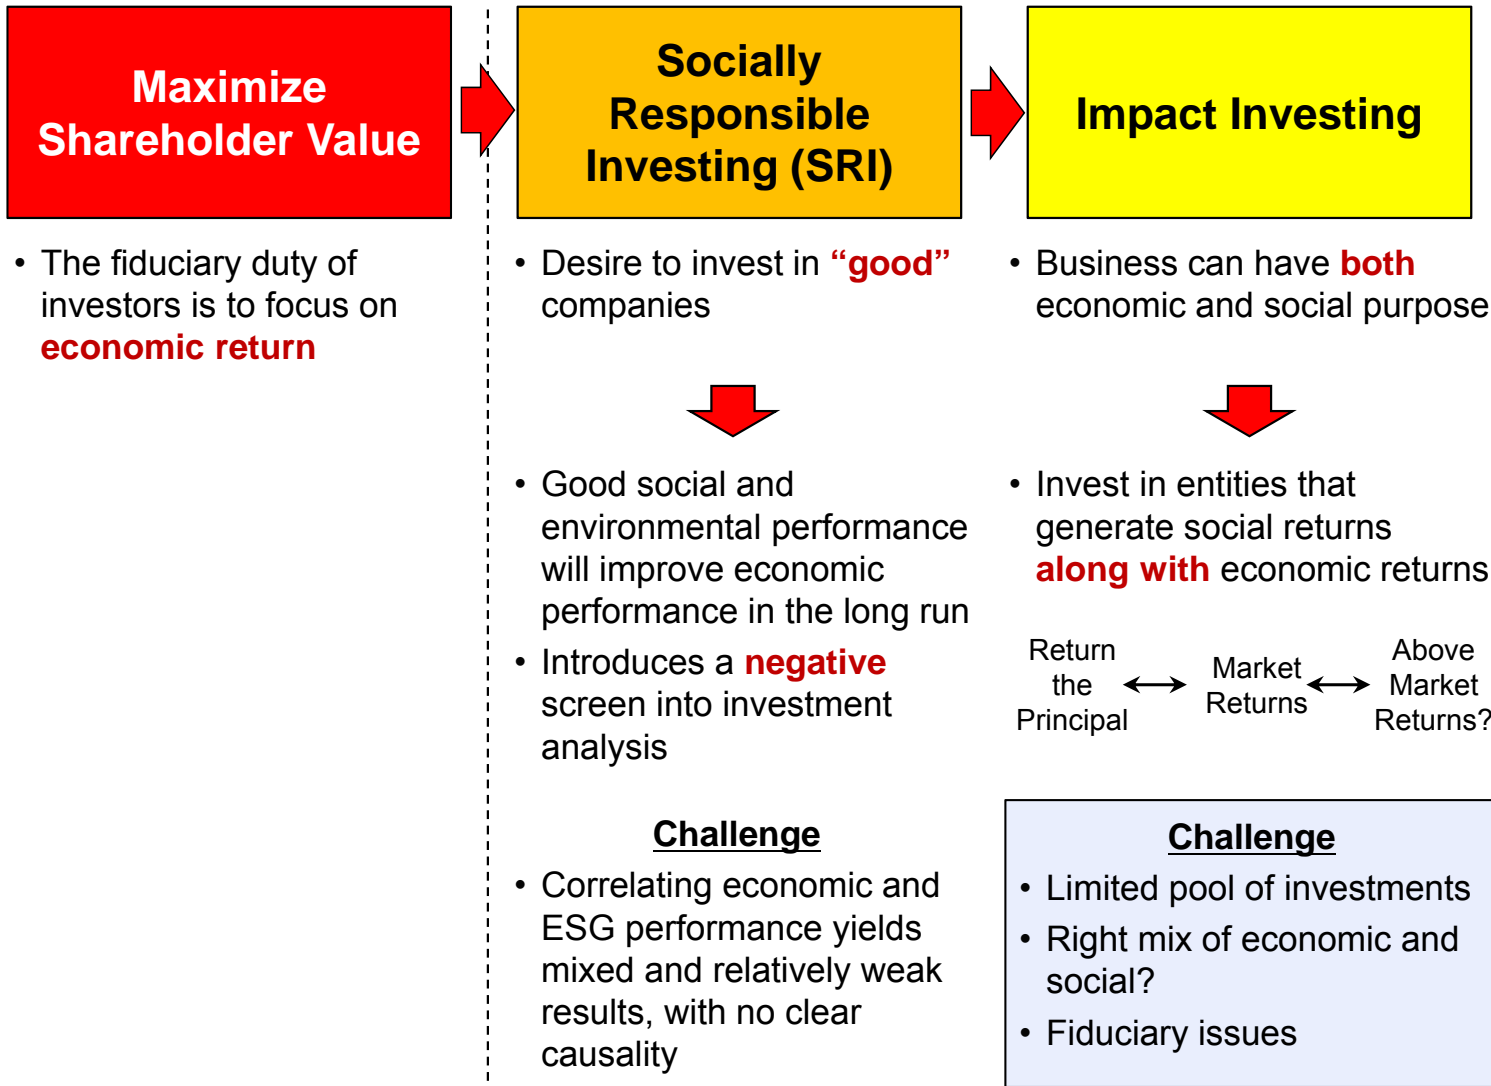 Maximize
Shareholder Value
Socially
Responsible
Investing (SRI)
Impact Investing
• The fiduciary duty of
investors is to focus on
economic return
• Desire to invest in “good”
companies
• Good social and
environmental performance
will improve economic
performance in the long run
• Introduces a negative
screen into investment
analysis
Challenge
• Correlating economic and
ESG performance yields
mixed and relatively weak
results, with no clear
causality
• Business can have both
economic and social purpose
• Invest in entities that
generate social returns
along with economic returns
Return
the
Principal
Market
Returns
Above
Market
Returns?
Challenge
• Limited pool of investments
• Right mix of economic and
social?
• Fiduciary issues